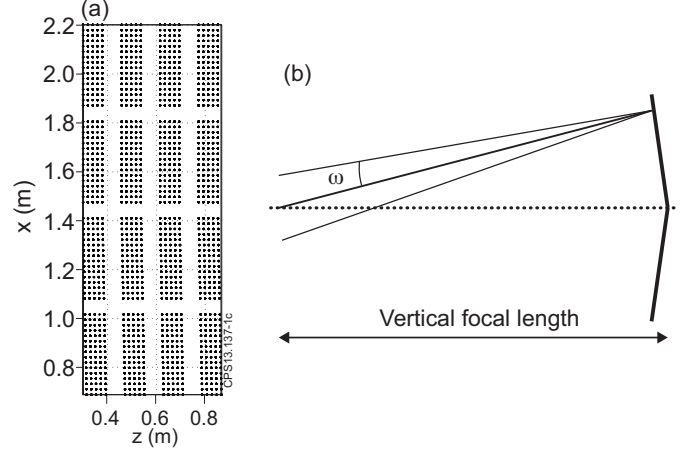 (a)
2.2
2.0
1.8
1.6
1.4
1.2
1.0
0.8
x (m)
0.4 0.6 0.8
z (m)
CPS13.137-1c
(b)
ω
Vertical focal length